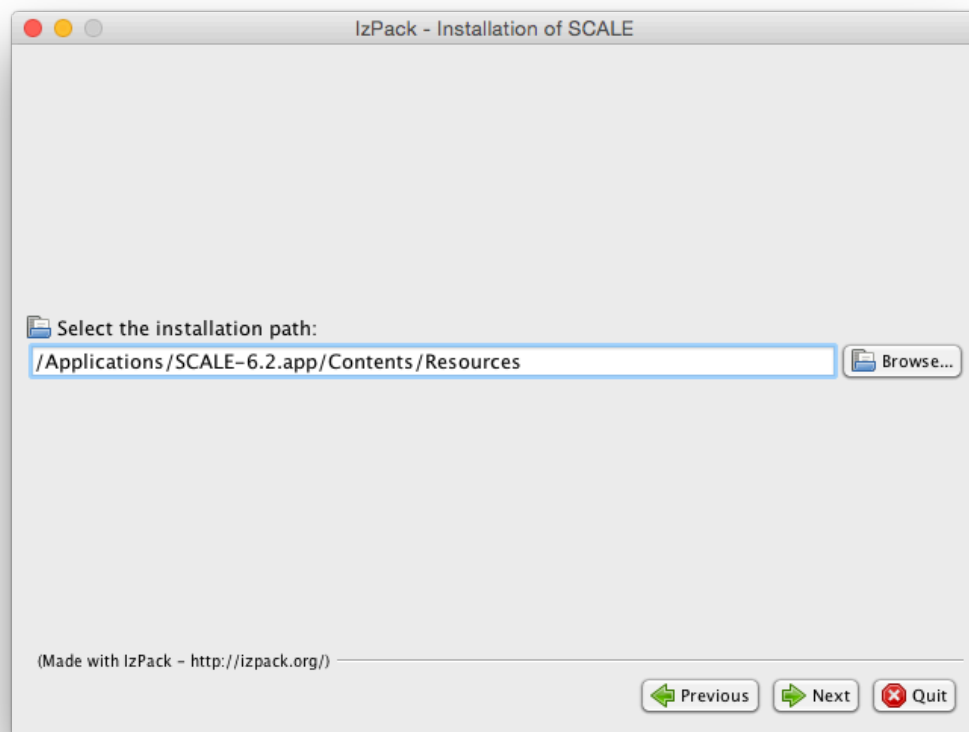 IzPack - Installation of SCALE
Select the installation path:
/Applications/SCALE-6.2.app/Contents/Resources
Browse...
(Made with IzPack - http://izpack.org/)
Previous
Next
Quit